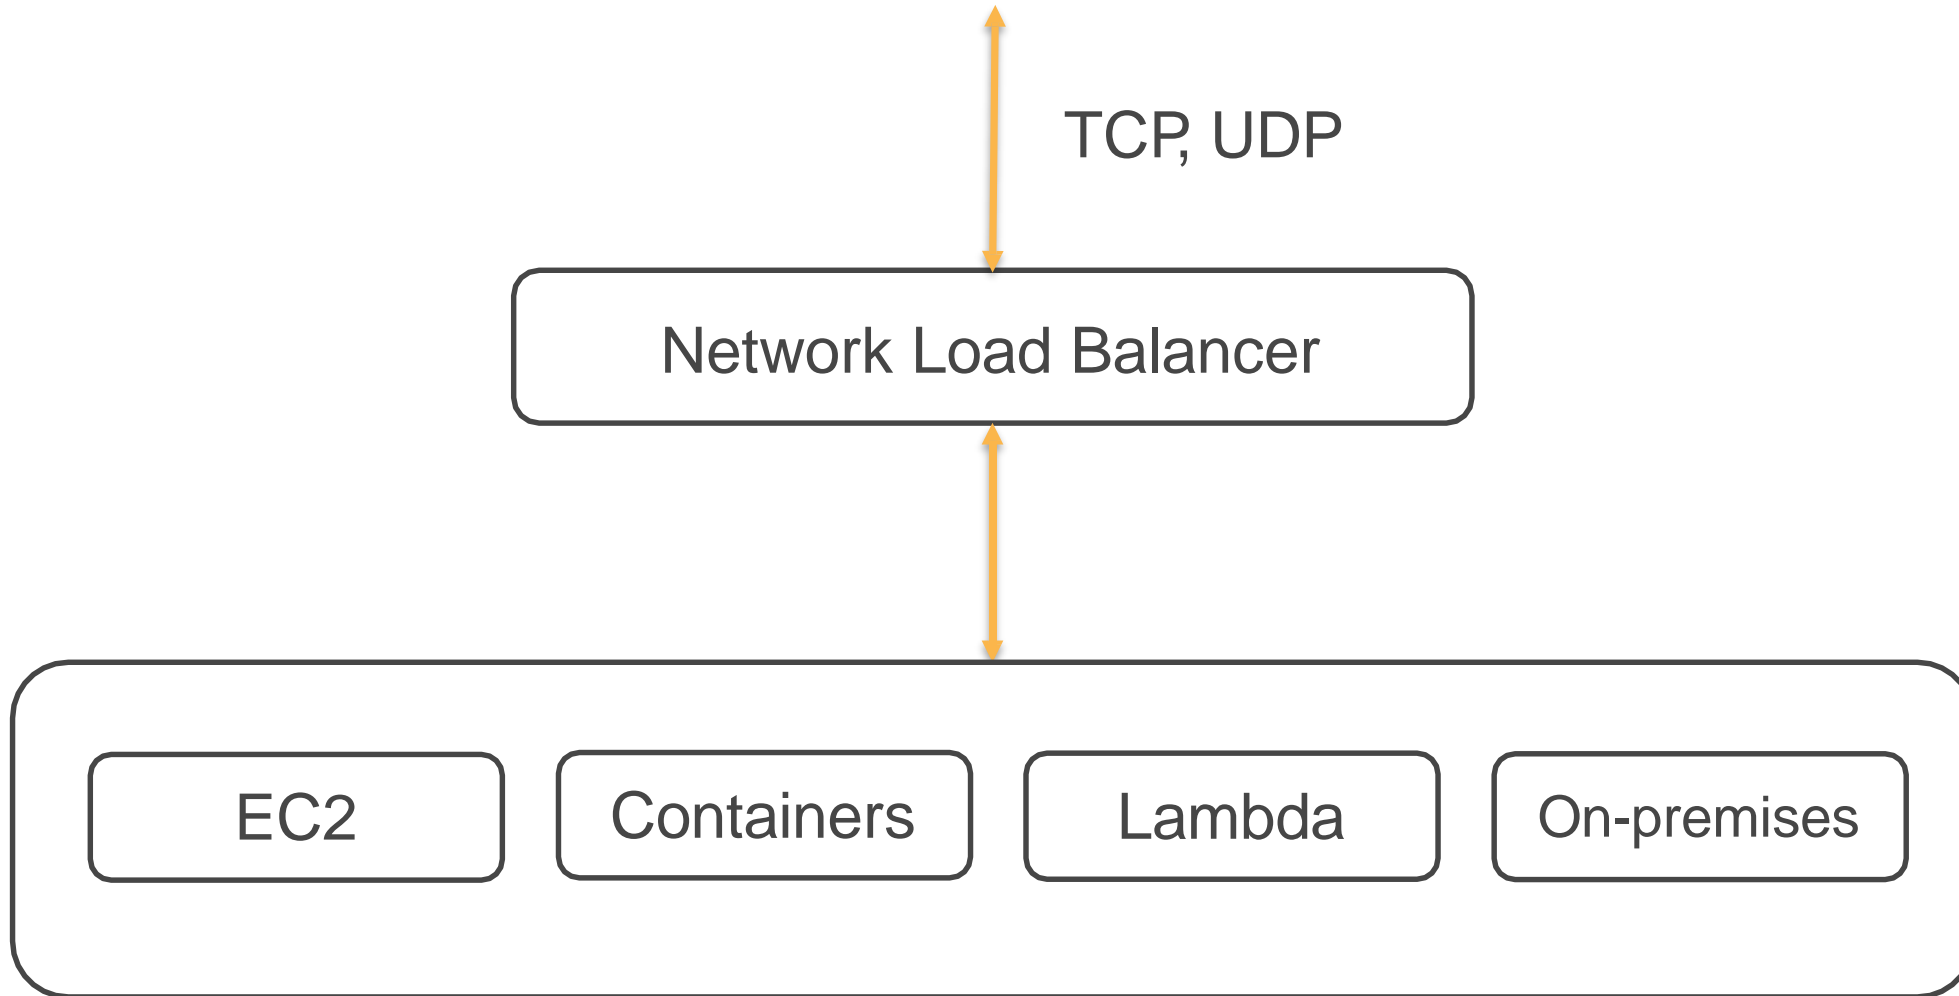 TCP, UDP
Network Load Balancer
EC2
Containers
Lambda
On-premises